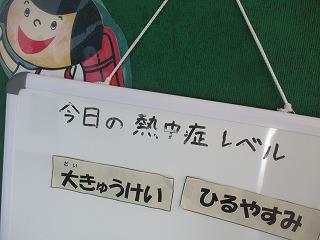 今日の熱中症レベル
だい
大きゅうけい
ひるやすみ